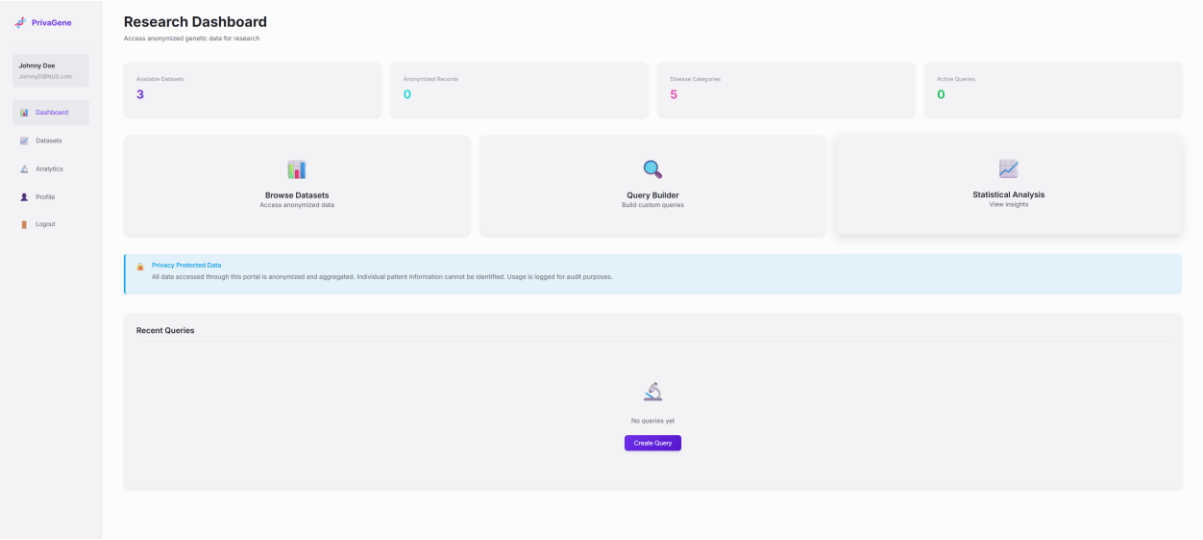 PrivaGene
Johnny Doe
JohnnyD@NUS.com
Dashboard
Datasets
Analytics
Profile
Logout
Research Dashboard
Access anonymized genetic data for research
Available Datasets
3
Anonymized Records
0
Disease Categories
5
Active Queries
0
Browse Datasets
Access anonymized data
Query Builder
Build custom queries
Statistical Analysis
View insights
Privacy Protected Data
All data accessed through this portal is anonymized and aggregated. Individual patient information cannot be identified. Usage is logged for audit purposes.
Recent Queries
No queries yet
Create Query